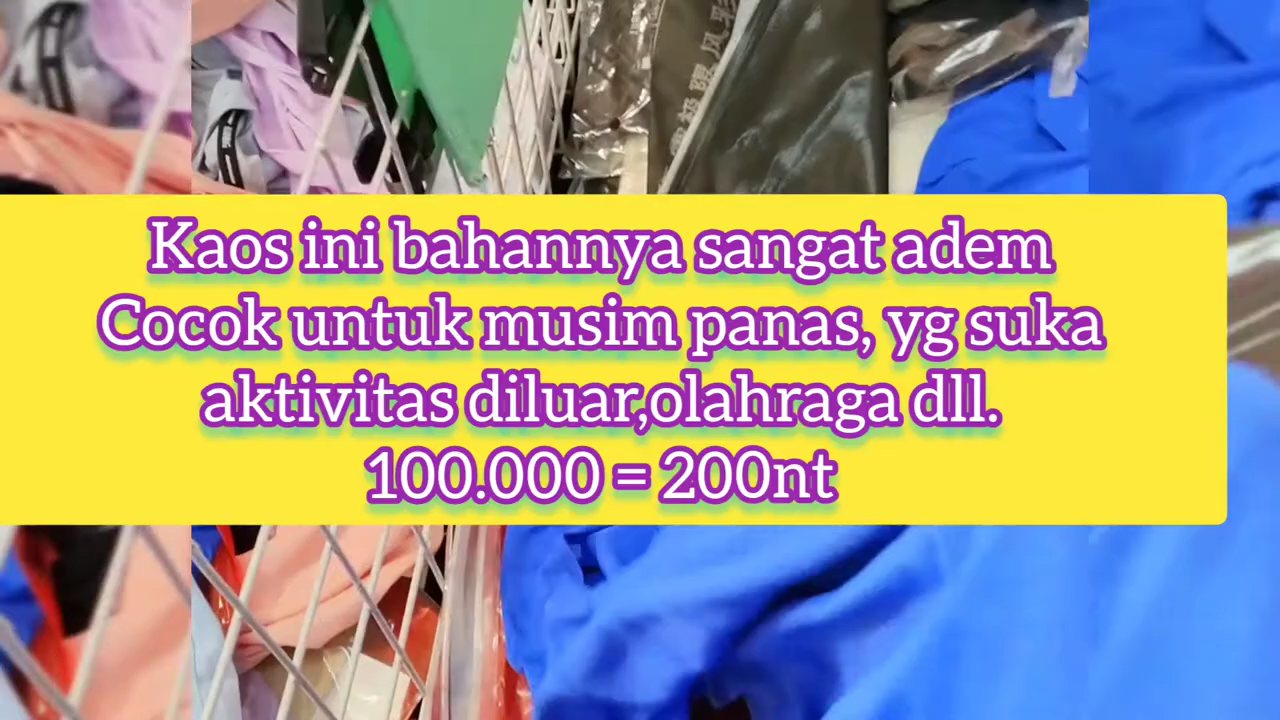 Kaos ini bahannya sangat adem
Cocok untuk musim panas, yg suka
aktivitas diluar,olahraga dll.
100.000 = 200nt